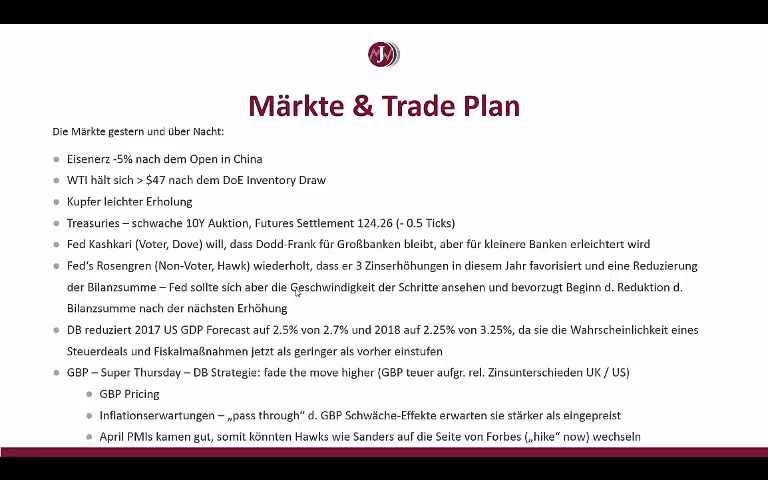 J
Märkte & Trade Plan
Die Märkte gestern und über Nacht:
Eisenerz -5% nach dem Open in China
WTI hält sich > $47 nach dem DoE Inventory Draw
Kupfer leichter Erholung
Treasuries – schwache 10Y Auktion, Futures Settlement 124.26 (- 0.5 Ticks)
Fed Kashkari (Voter, Dove) will, dass Dodd-Frank für Großbanken bleibt, aber für kleinere Banken erleichtert wird
Fed's Rosengren (Non-Voter, Hawk) wiederholt, dass er 3 Zinserhöhungen in diesem Jahr favorisiert und eine Reduzierung
der Bilanzsumme – Fed sollte sich aber die Geschwindigkeit der Schritte ansehen und bevorzugt Beginn d. Reduktion d.
Bilanzsumme nach der nächsten Erhöhung
DB reduziert 2017 US GDP Forecast auf 2.5% von 2.7% und 2018 auf 2.25% von 3.25%, da sie die Wahrscheinlichkeit eines
Steuerdeals und Fiskalmaßnahmen jetzt als geringer als vorher einstufen
GBP – Super Thursday – DB Strategie: fade the move higher (GBP teuer aufgr. rel. Zinsunterschieden UK / US)
GBP Pricing
Inflationserwartungen – „pass through“ d. GBP Schwäche-Effekte erwarten sie stärker als eingepreist
April PMIs kamen gut, somit könnten Hawks wie Sanders auf die Seite von Forbes („hike“ now) wechseln